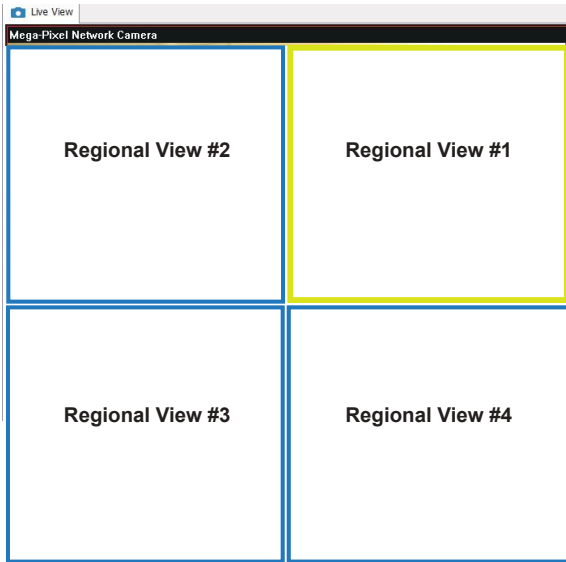 Live View
Mega-Pixel Network Camera
Regional View #2
Regional View #1
Regional View #3
Regional View #4